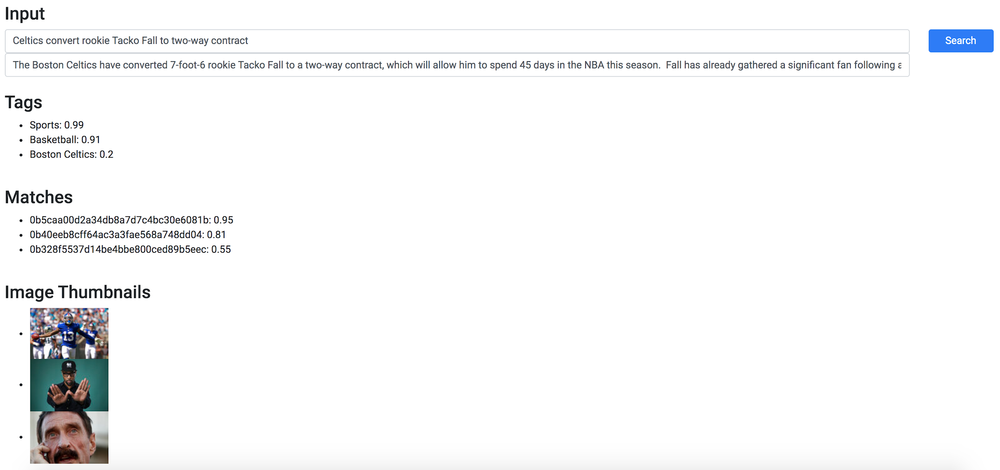 Input
Celtics convert rookie Tacko Fall to two-way contract
Search
The Boston Celtics have converted 7-foot-6 rookie Tacko Fall to a two-way contract, which will allow him to spend 45 days in the NBA this season.  Fall has already gathered a significant fan following a
Tags
Sports: 0.99
Basketball: 0.91
Boston Celtics: 0.2
Matches
0b5caa00d2a34db8a7d7c4bc30e6081b: 0.95
0b40eeb8cff64ac3a3fae568a748dd04: 0.81
0b328f5537d14be4bbe800ced89b5eec: 0.55
Image Thumbnails
13